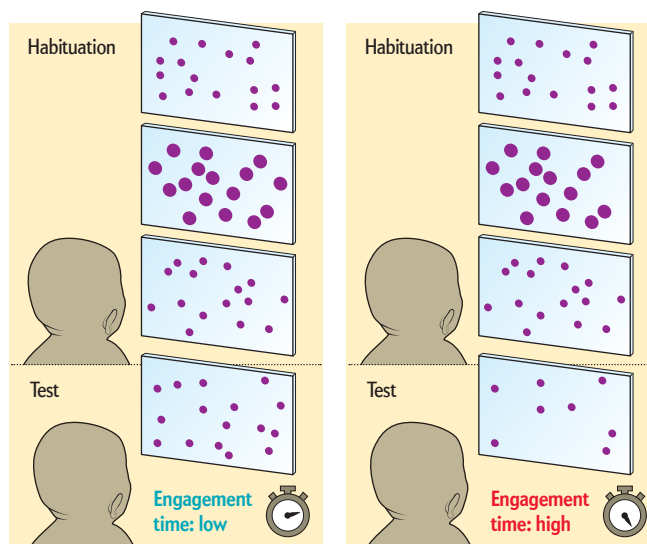 Habituation
Test
Engagement
time: low
Habituation
Test
Engagement
time: high